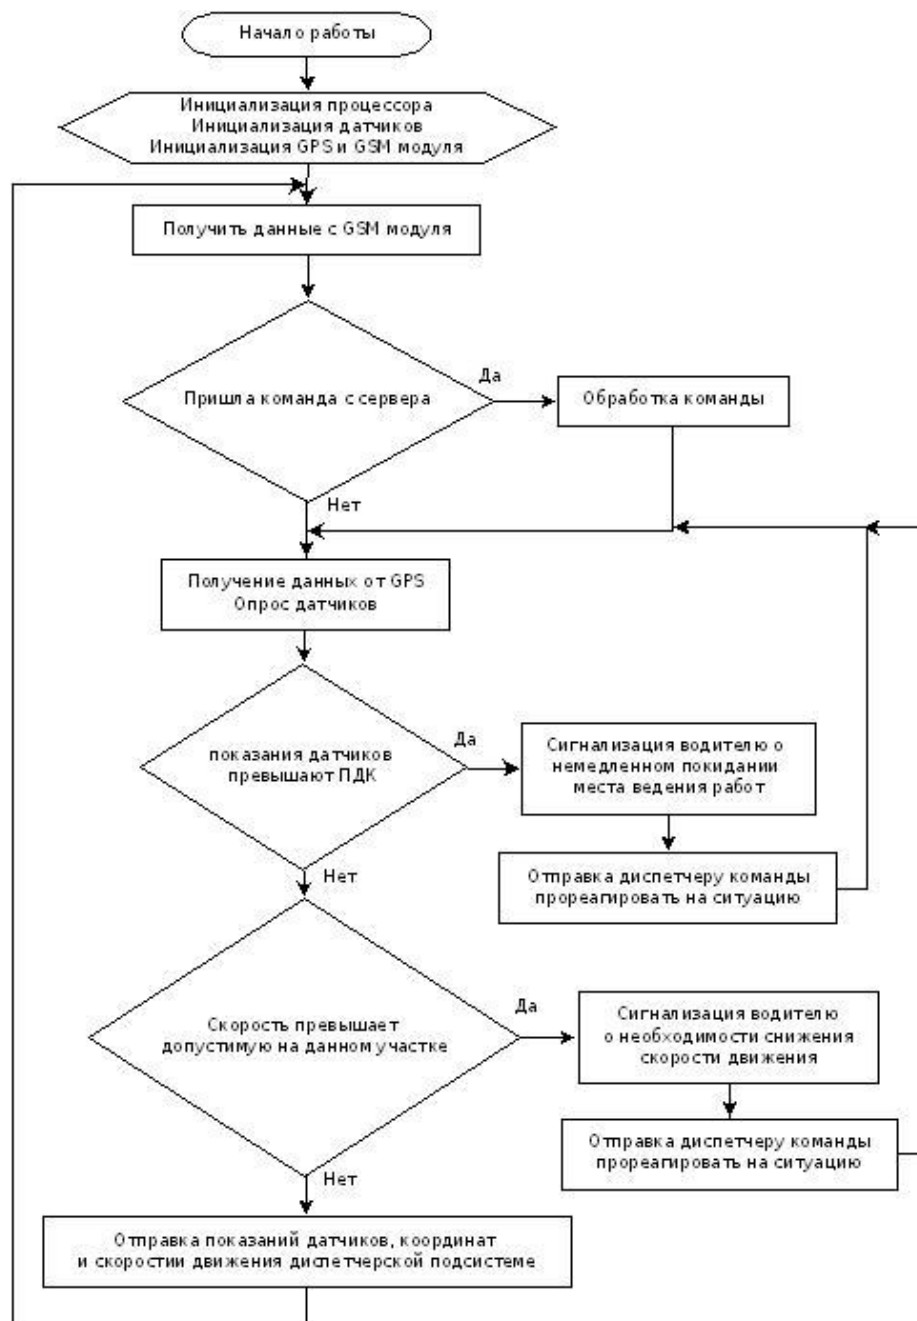 Начало работы
Инициализация процессора
Инициализация датчиков
Инициализация GPS и GSM модуля
Получить данные с GSM модуля
Пришла команда с сервера
Да
Обработка команды
Нет
Получение данных от GPS
Опрос датчиков
показания датчиков
превышают ПДК
Да
Сигнализация водителю о
немедленном покидании
места ведения работ
Отправка диспетчеру команды
прореагировать на ситуацию
Нет
Скорость превышает
допустимую на данном участке
Да
Сигнализация водителю
о необходимости снижения
скорости движения
Отправка диспетчеру команды
прореагировать на ситуацию
Нет
Отправка показаний датчиков, координат
и скоростии движения диспетчерской подсистеме